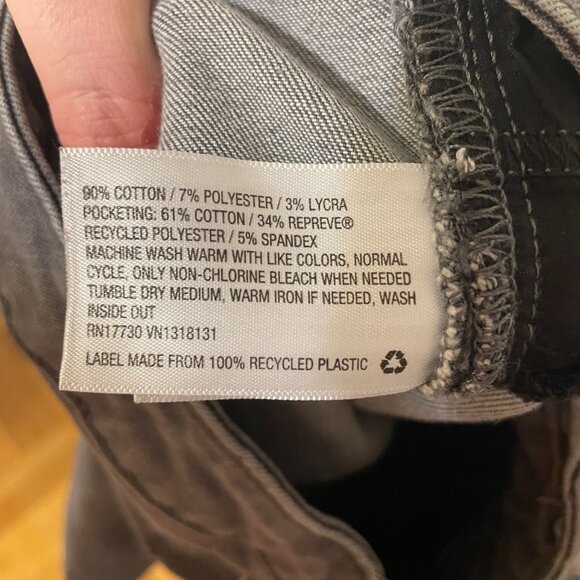 90% COTTON / 7% POLYESTER / 3% LYCRA
POCKETING: 61% COTTON / 34% REPREVE®
RECYCLED POLYESTER / 5% SPANDEX
MACHINE WASH WARM WITH LIKE COLORS, NORMAL
CYCLE, ONLY NON-CHLORINE BLEACH WHEN NEEDED
TUMBLE DRY MEDIUM, WARM IRON IF NEEDED, WASH
INSIDE OUT
RN17730 VN1318131
LABEL MADE FROM 100% RECYCLED PLASTIC